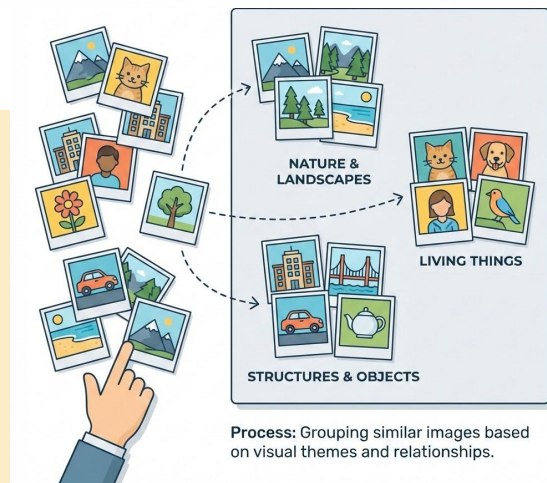 NATURE &
LANDSCAPES
LIVING THINGS
STRUCTURES & OBJECTS
Process: Grouping similar images based
on visual themes and relationships.